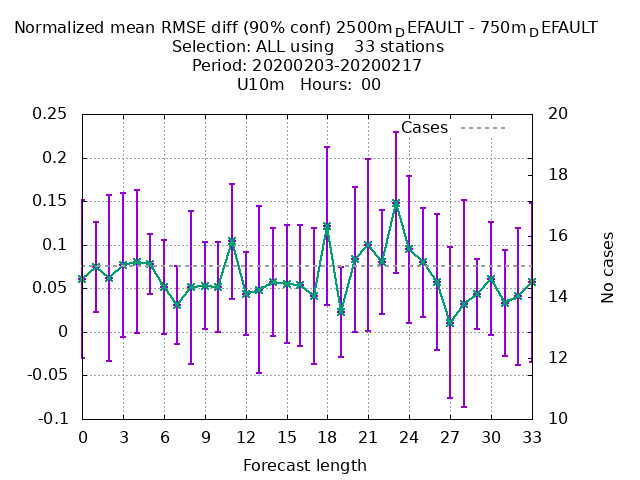 Normalized mean RMSE diff (90% conf) 2500m_DEFAULT - 750m_DEFAULT
Selection: ALL using    33 stations
Period: 20200203-20200217
U10m   Hours:  00
Cases
0.25
0.2
0.15
0.1
0.05
0
-0.05
-0.1
20
18
16
14
12
10
No cases
0 3 6 9 12 15 18 21 24 27 30 33
Forecast length